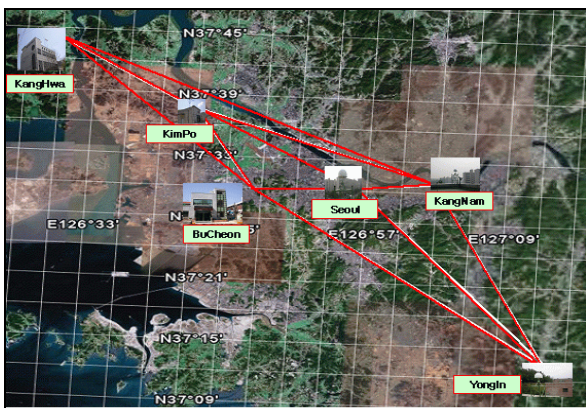 N37°45'
KangHwa
N37°39'
KimPo
N37°33'
Seoul
KangNam
E126°33'
BuCheon
E126°57'
E127°09'
N37°21'
N37°15'
YongIn
N37°09'